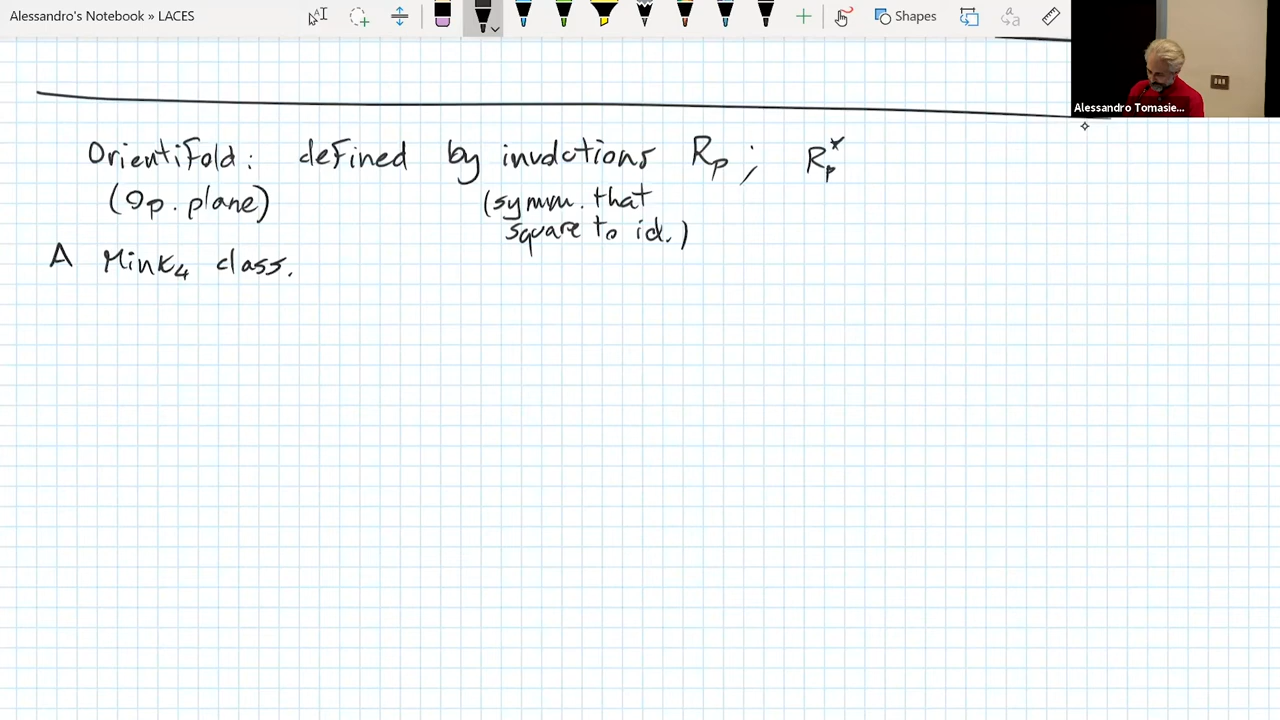 Alessandro's Notebook » LACES
Shapes
Alessandro Tomasie...
Orientifold: defined by involutions Rp; Rp*
(Op. plane) (symm. that
square to id.)
A Mink4 class.